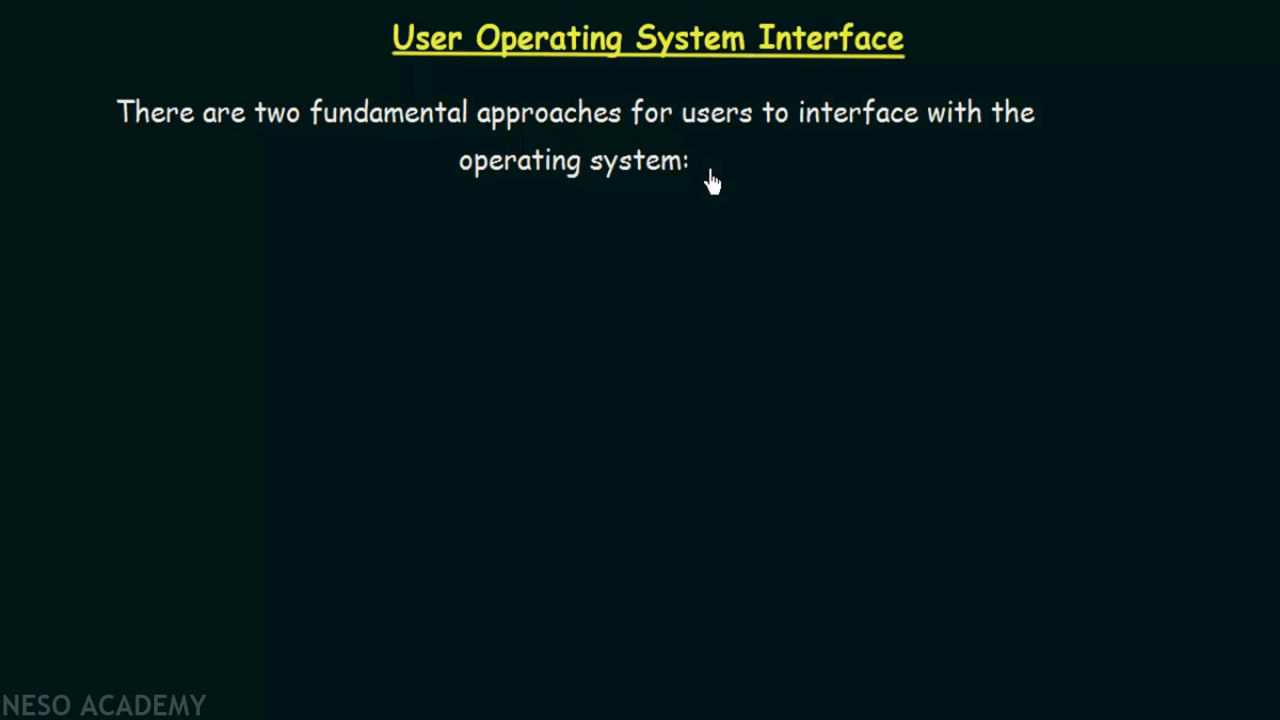 User Operating System Interface
There are two fundamental approaches for users to interface with the
operating system:
NESO ACADEMY